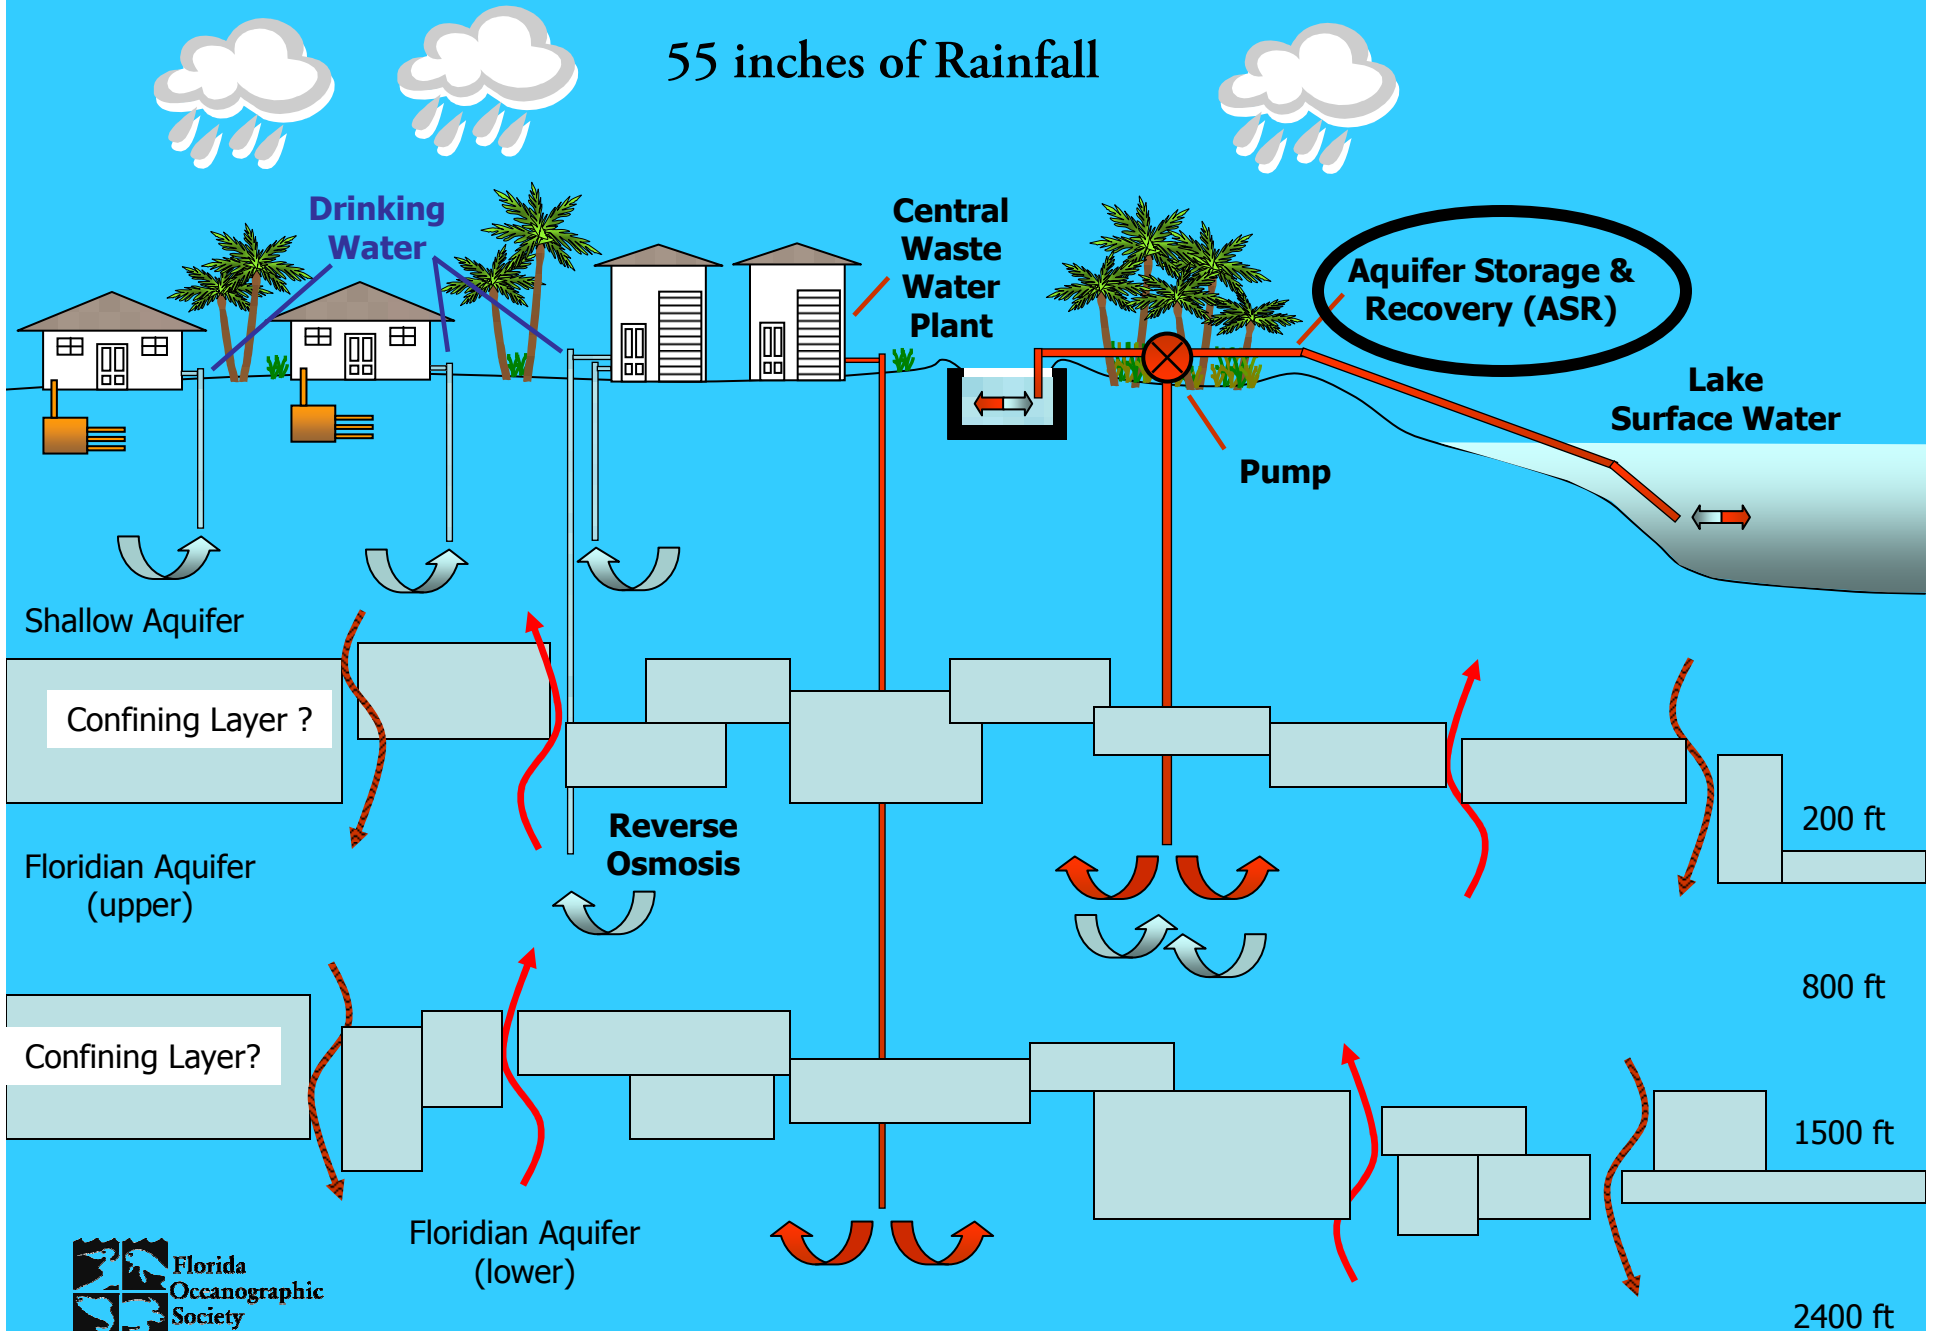 55 inches of Rainfall
Drinking
Water
Central
Waste
Water
Plant
Aquifer Storage &
Recovery (ASR)
Lake
Surface Water
Pump
Shallow Aquifer
Confining Layer ?
200 ft
Reverse
Osmosis
Floridian Aquifer
(upper)
800 ft
Confining Layer?
1500 ft
Floridian Aquifer
(lower)
Florida
Oceanographic
Society
2400 ft